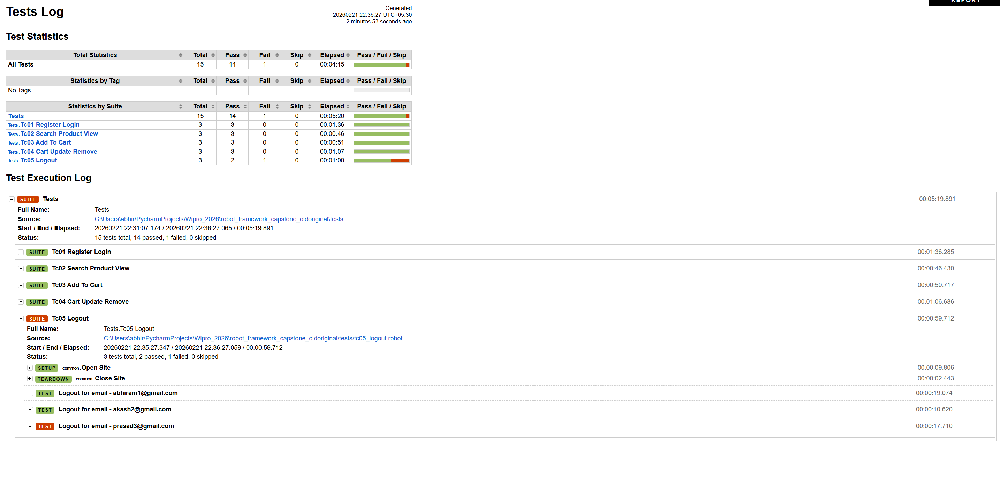 REPORT
Tests Log
Generated
20260221 22:36:27 UTC+05:30
2 minutes 53 seconds ago
Test Statistics
Total Statistics Total Pass Fail Skip Elapsed Pass / Fail / Skip
All Tests 15 14 1 0 00:04:15
Statistics by Tag Total Pass Fail Skip Elapsed Pass / Fail / Skip
No Tags
Statistics by Suite Total Pass Fail Skip Elapsed Pass / Fail / Skip
Tests 15 14 1 0 00:05:20
Tests . Tc01 Register Login 3 3 0 0 00:01:36
Tests . Tc02 Search Product View 3 3 0 0 00:00:46
Tests . Tc03 Add To Cart 3 3 0 0 00:00:51
Tests . Tc04 Cart Update Remove 3 3 0 0 00:01:07
Tests . Tc05 Logout 3 2 1 0 00:01:00
Test Execution Log
SUITE Tests 00:05:19.891
Full Name: Tests
Source: C:\Users\abhir\PycharmProjects\Wipro_2026\robot_framework_capstone_oldoriginal\tests
Start / End / Elapsed: 20260221 22:31:07.174 / 20260221 22:36:27.065 / 00:05:19.891
Status: 15 tests total, 14 passed, 1 failed, 0 skipped
SUITE Tc01 Register Login 00:01:36.285
SUITE Tc02 Search Product View 00:00:46.430
SUITE Tc03 Add To Cart 00:00:50.717
SUITE Tc04 Cart Update Remove 00:01:06.686
SUITE Tc05 Logout 00:00:59.712
Full Name: Tests.Tc05 Logout
Source: C:\Users\abhir\PycharmProjects\Wipro_2026\robot_framework_capstone_oldoriginal\tests\tc05_logout.robot
Start / End / Elapsed: 20260221 22:35:27.347 / 20260221 22:36:27.059 / 00:00:59.712
Status: 3 tests total, 2 passed, 1 failed, 0 skipped
SETUP common . Open Site 00:00:09.806
TEARDOWN common . Close Site 00:00:02.443
TEST Logout for email - abhiram1@gmail.com 00:00:19.074
TEST Logout for email - akash2@gmail.com 00:00:10.620
TEST Logout for email - prasad3@gmail.com 00:00:17.710